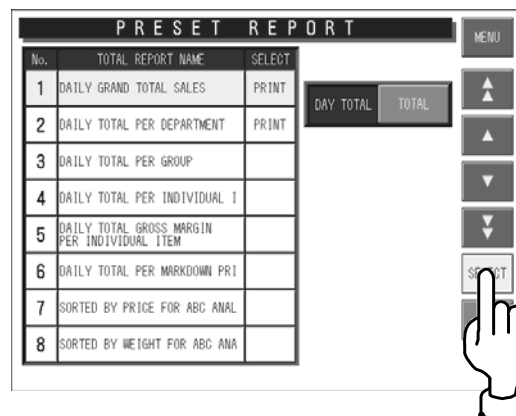 PRESET REPORT
MENU
No. TOTAL REPORT NAME SELECT
1 DAILY GRAND TOTAL SALES PRINT
DAY TOTAL TOTAL
2 DAILY TOTAL PER DEPARTMENT PRINT
3 DAILY TOTAL PER GROUP
4 DAILY TOTAL PER INDIVIDUAL I
5 DAILY TOTAL GROSS MARGIN
PER INDIVIDUAL ITEM
6 DAILY TOTAL PER MARKDOWN PRI
7 SORTED BY PRICE FOR ABC ANAL
8 SORTED BY WEIGHT FOR ABC ANA